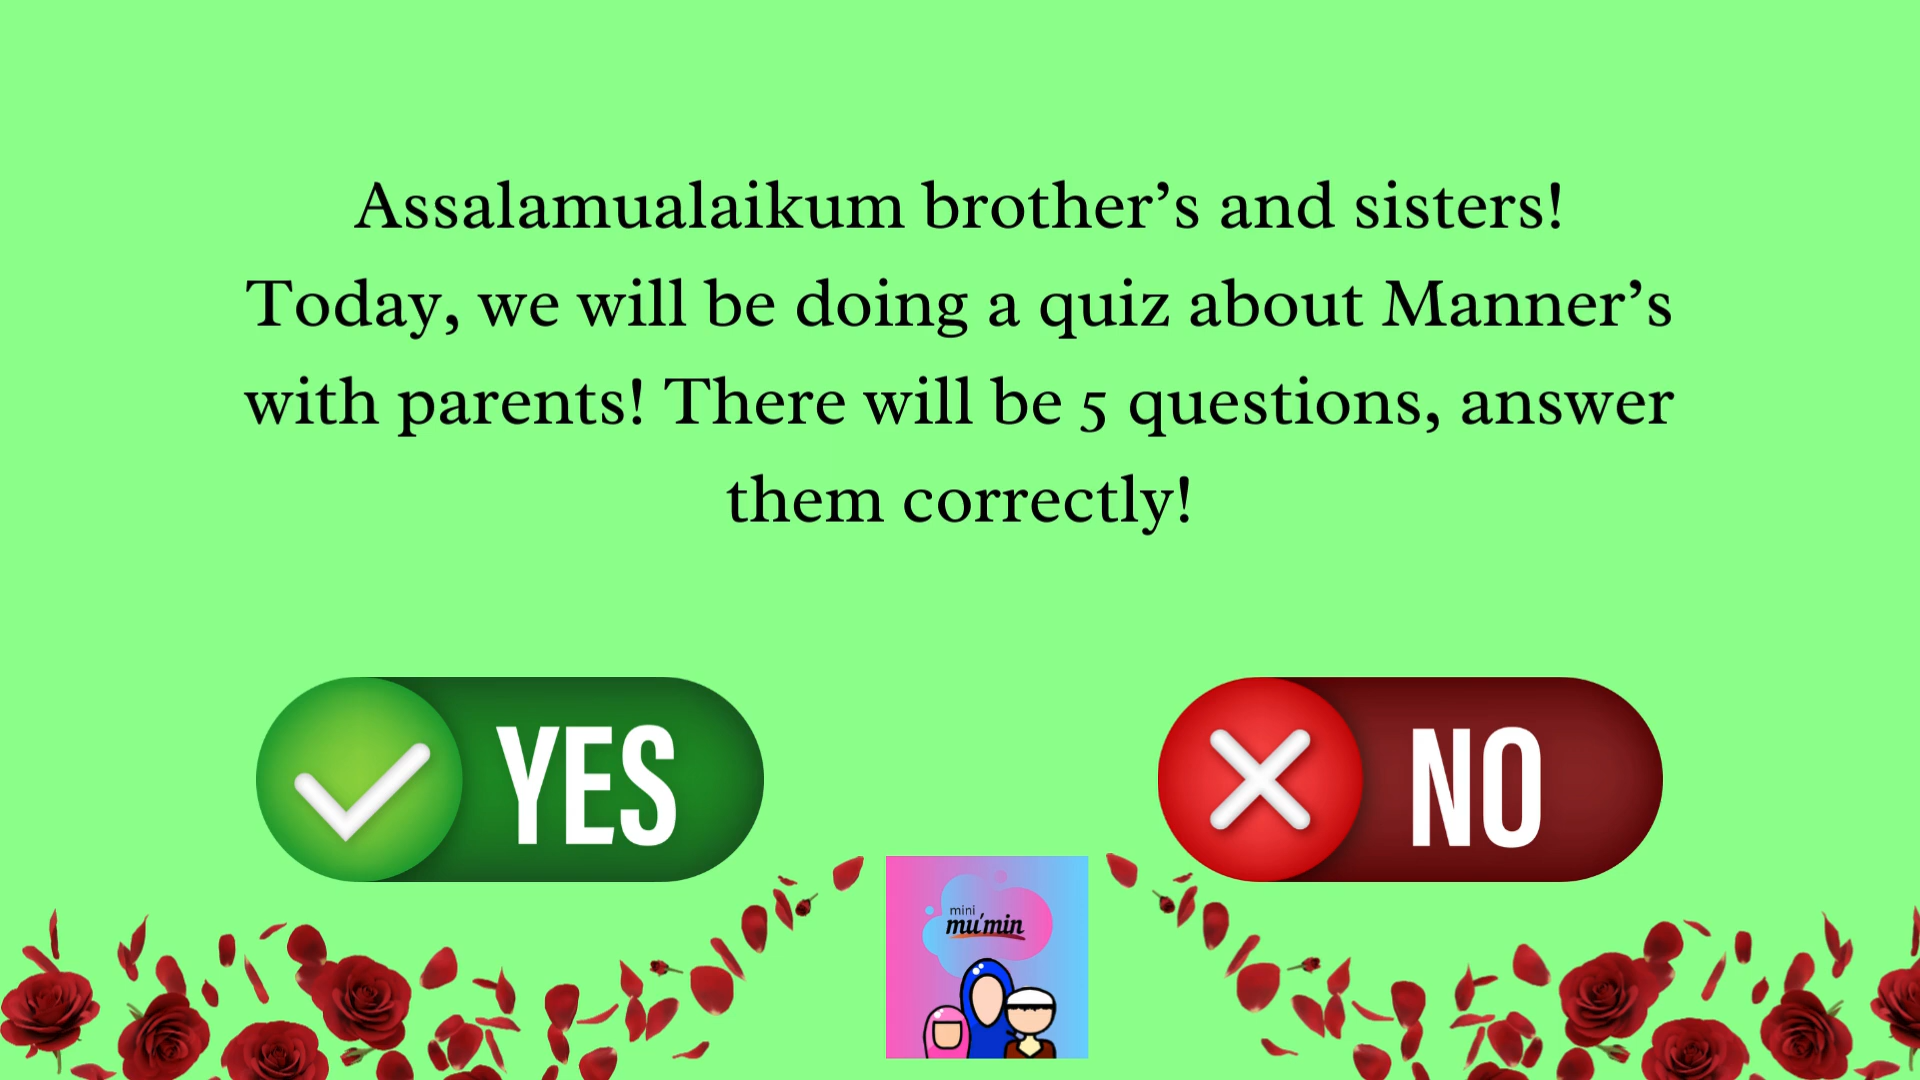 Assalamualaikum brother’s and sisters!
Today, we will be doing a quiz about Manner’s
with parents! There will be 5 questions, answer
them correctly!
YES
NO
mini
mu'min